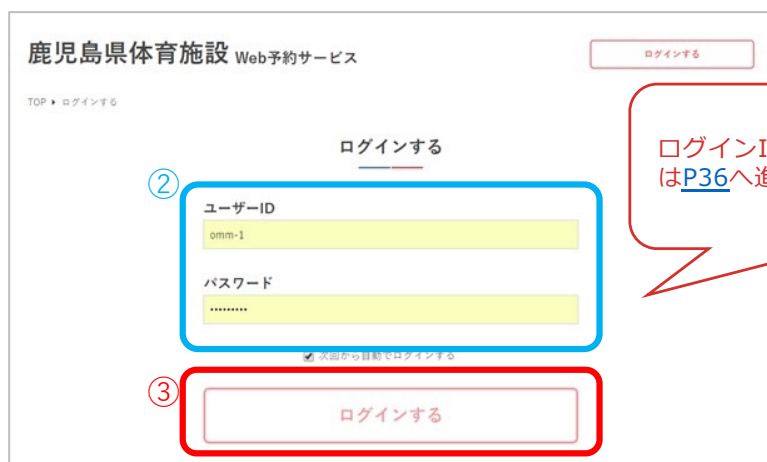 鹿児島県体育施設 Web予約サービス
ログインする
TOP ▶ ログインする
ログインI
は P36へ進
ログインする
②
ユーザーID
omm-1
パスワード
•••••••••
次回から自動でログインする
③
ログインする